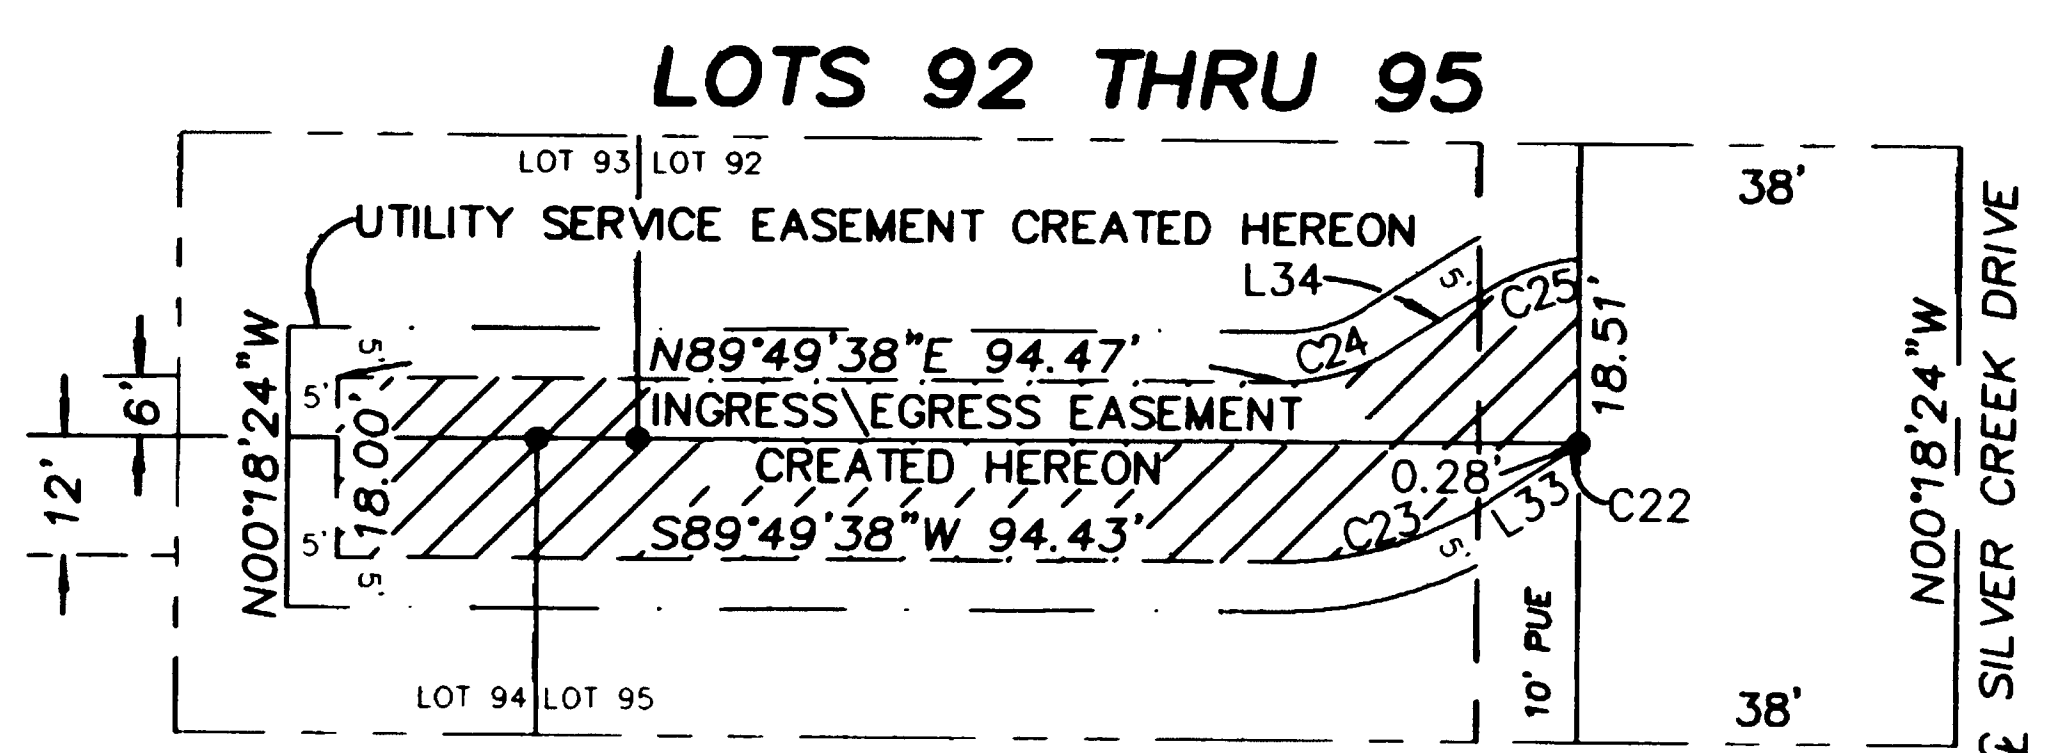 LOTS 92 THRU 95
LOT 93
LOT 92
38'
UTILITY SERVICE EASEMENT CREATED HEREON
L34
5'
C25
18.51'
N00°18'24"W
5'
N89°49'38"E 94.47'
C24
6'
5'
18.00'
INGRESS\EGRESS EASEMENT
CREATED HEREON
0.28'
L33
C22
12'
5'
S89°49'38"W 94.43'
C23
5'
5'
10' PUE
LOT 94
LOT 95
38'
N00°18'24"W
℄ SILVER CREEK DRIVE